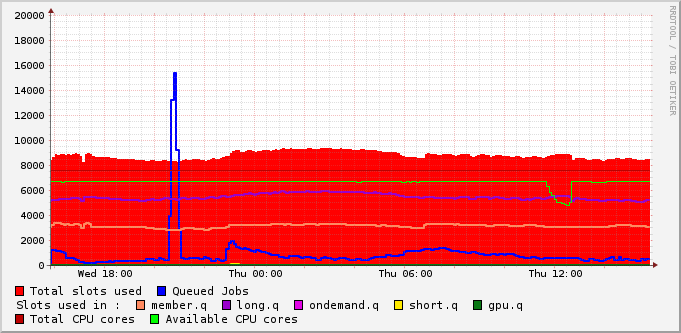 20000
18000
16000
14000
12000
10000
8000
6000
4000
2000
0
Wed 18:00 Thu 00:00 Thu 06:00 Thu 12:00
RRDTOOL / TOBI OETIKER
Total slots used Queued Jobs
Slots used in : member.q long.q ondemand.q short.q gpu.q
Total CPU cores Available CPU cores